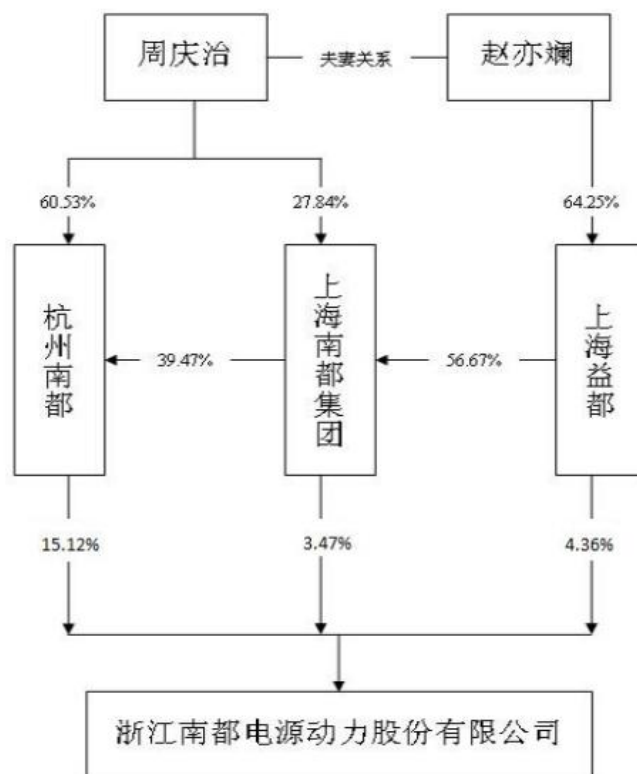 周庆治
夫妻关系
赵亦斓
60.53%
27.84%
64.25%
杭州南都
39.47%
上海南都集团
56.67%
上海益都
15.12%
3.47%
4.36%
浙江南都电源动力股份有限公司